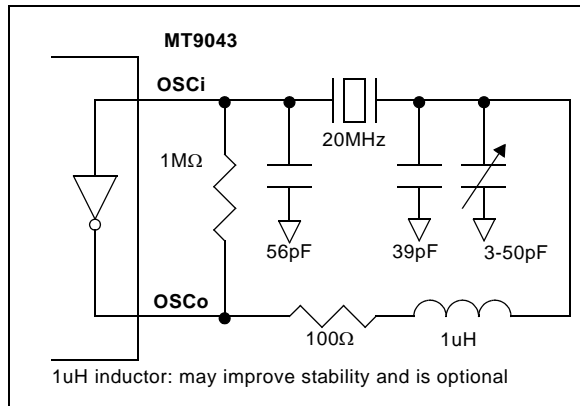 MT9043
OSCi
20MHz
1MΩ
56pF
39pF
3-50pF
OSCo
100Ω
1uH
1uH inductor: may improve stability and is optional